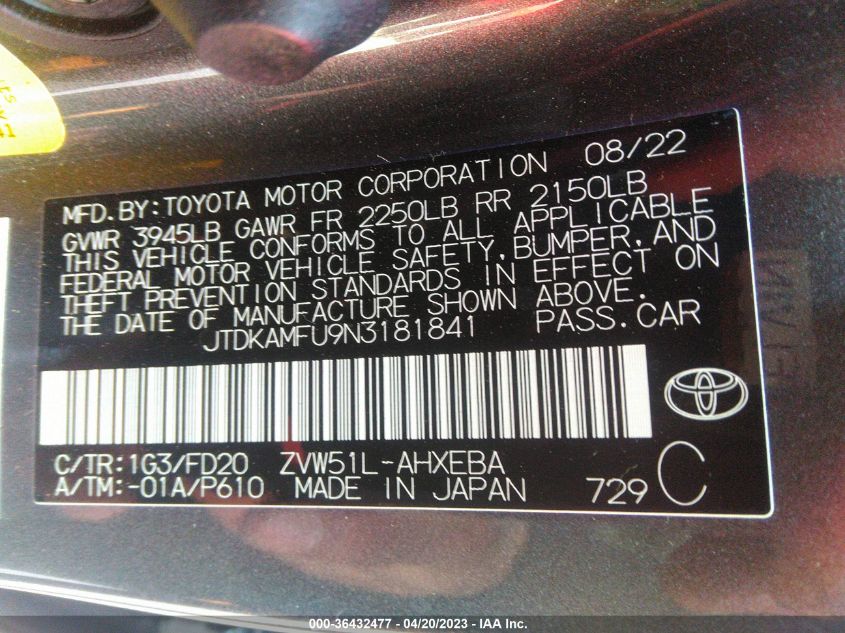 MFD.BY:TOYOTA MOTOR CORPORATION 08/22
GVWR 3945LB GAWR FR 2250LB RR 2150LB
THIS VEHICLE CONFORMS TO ALL APPLICABLE
FEDERAL MOTOR VEHICLE SAFETY,BUMPER,AND
THEFT PREVENTION STANDARDS IN EFFECT ON
THE DATE OF MANUFACTURE SHOWN ABOVE.
JTDKAMFU9N3181841 PASS.CAR
C/TR:1G3/FD20 ZVW51L-AHXEBA
A/TM:-01A/P610 MADE IN JAPAN 729 C
000-36432477 — 04/20/2023 — IAA Inc.